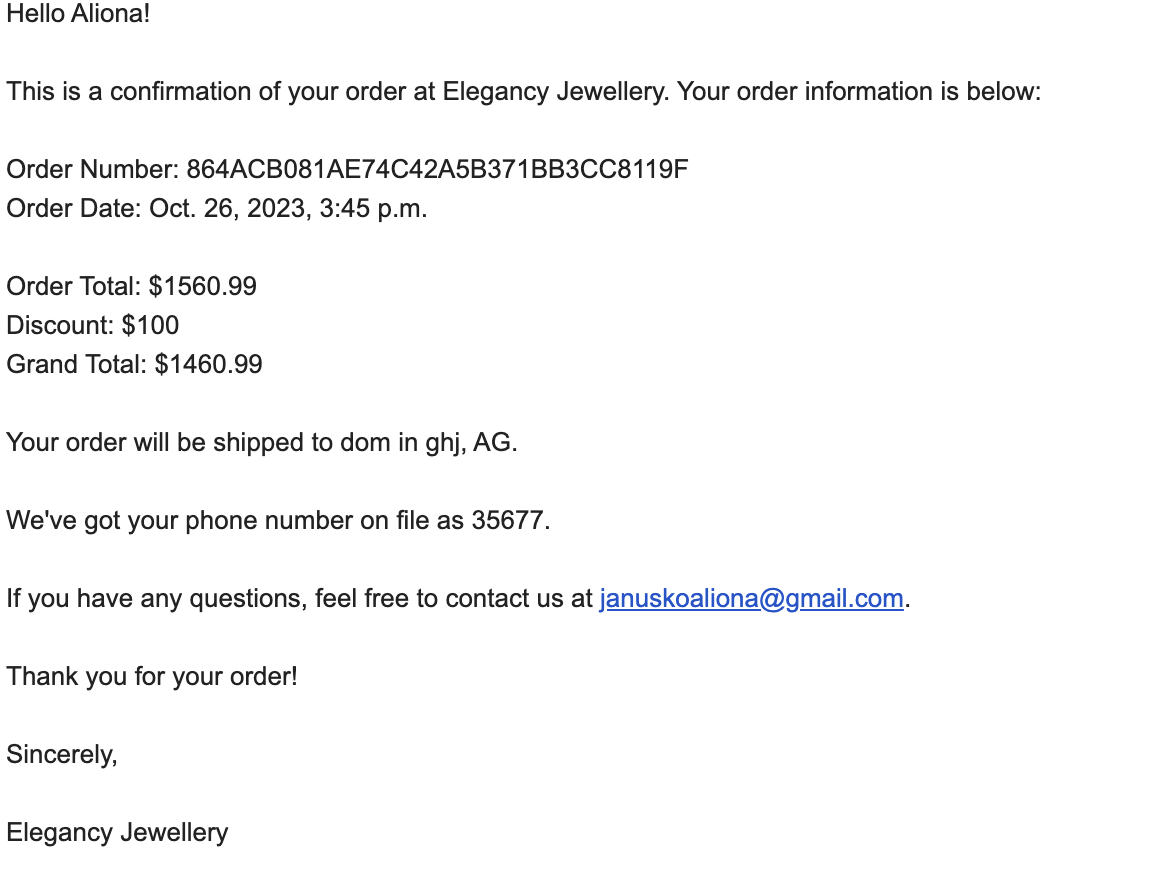 Hello Aliona!
This is a confirmation of your order at Elegancy Jewellery. Your order information is below:
Order Number: 864ACB081AE74C42A5B371BB3CC8119F
Order Date: Oct. 26, 2023, 3:45 p.m.
Order Total: $1560.99
Discount: $100
Grand Total: $1460.99
Your order will be shipped to dom in ghj, AG.
We've got your phone number on file as 35677.
If you have any questions, feel free to contact us at januskoaliona@gmail.com.
Thank you for your order!
Sincerely,
Elegancy Jewellery